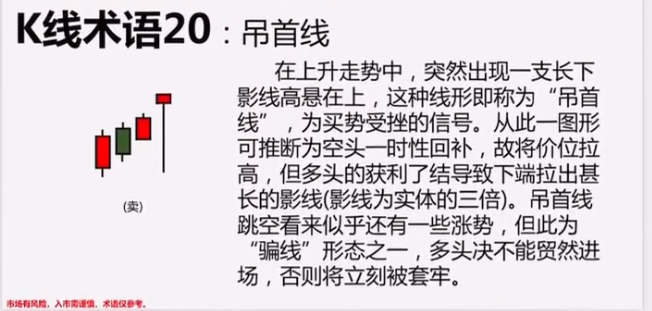 K线术语20：吊首线
在上升走势中，突然出现一支长下
影线高悬在上，这种线形即称为“吊首
线”，为买势受挫的信号。从此一图形
可推断为空头一时性回补，故将价位拉
高，但多头的获利了结导致下端拉出甚
长的影线(影线为实体的三倍)。吊首线
跳空看来似乎还有一些涨势，但此为
“骗线”形态之一，多头决不能贸然进
场，否则将立刻被套牢。
(卖)
市场有风险，入市需谨慎，术语仅参考。